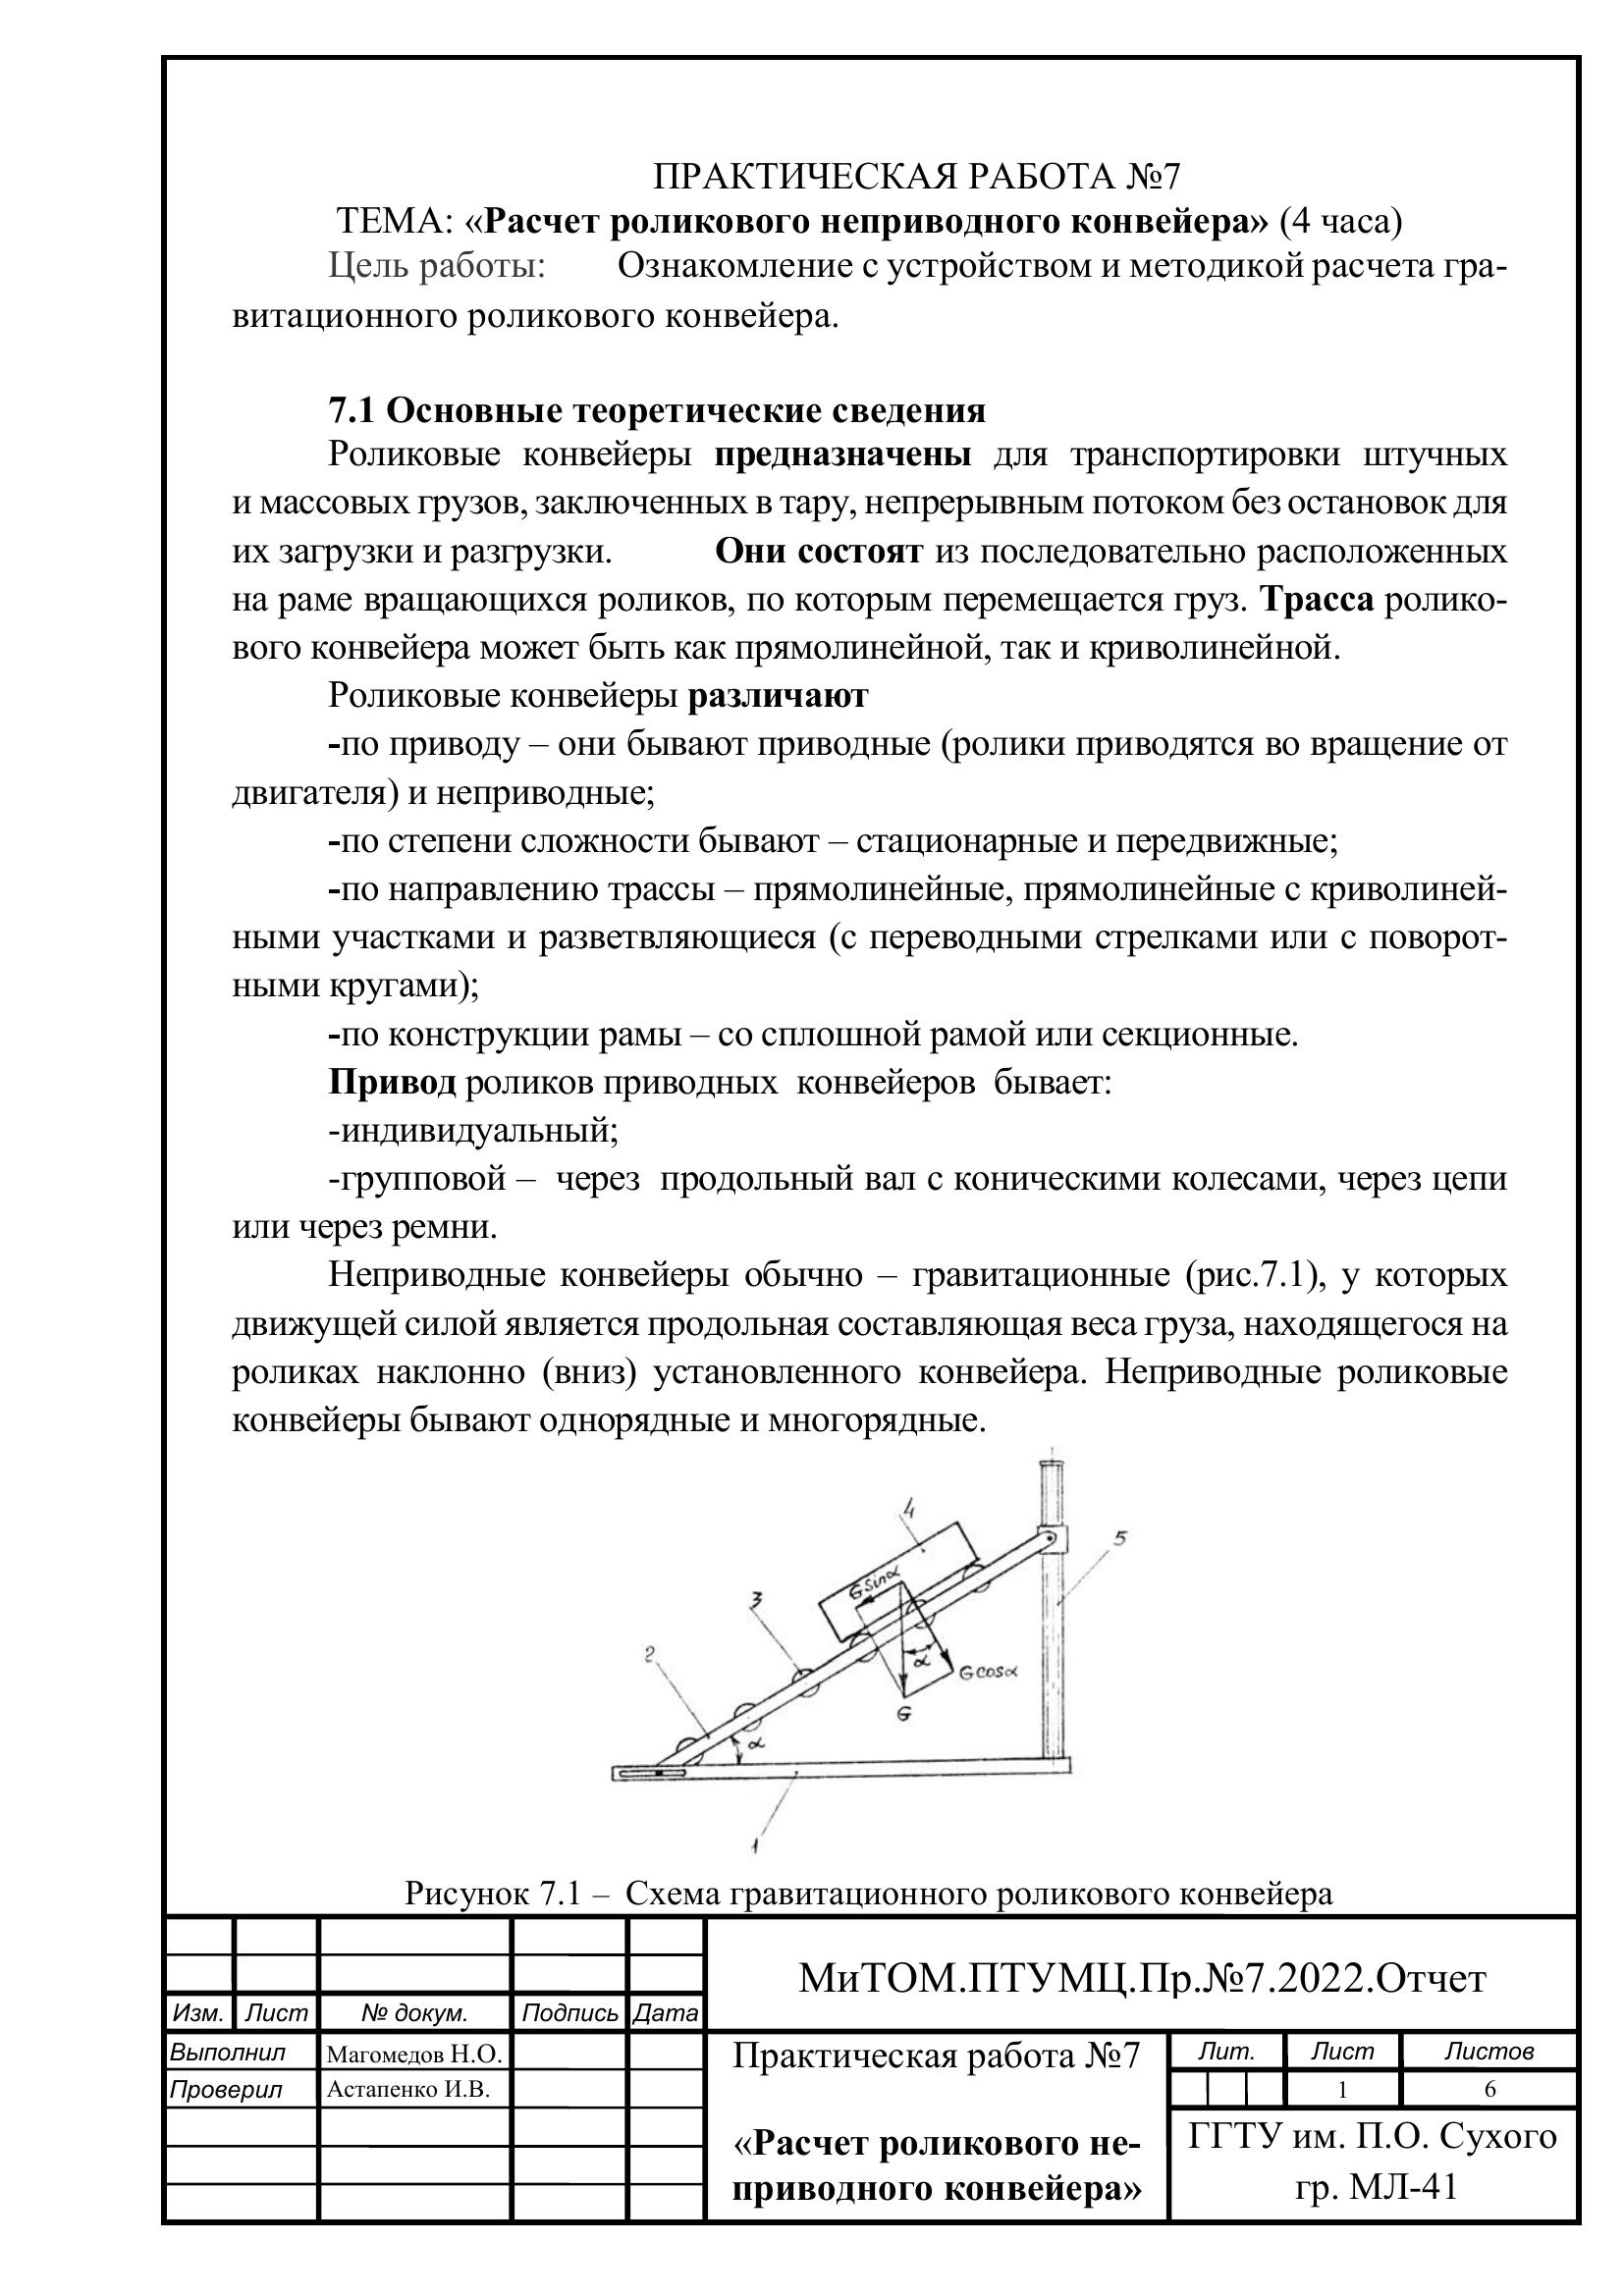 ПРАКТИЧЕСКАЯ РАБОТА №7
ТЕМА: «Расчет роликового неприводного конвейера» (4 часа)
Цель работы: Ознакомление с устройством и методикой расчета гра-
витационного роликового конвейера.
7.1 Основные теоретические сведения
Роликовые конвейеры предназначены для транспортировки штучных
и массовых грузов, заключенных в тару, непрерывным потоком без остановок для
их загрузки и разгрузки. Они состоят из последовательно расположенных
на раме вращающихся роликов, по которым перемещается груз. Трасса ролико-
вого конвейера может быть как прямолинейной, так и криволинейной.
Роликовые конвейеры различают
-по приводу – они бывают приводные (ролики приводятся во вращение от
двигателя) и неприводные;
-по степени сложности бывают – стационарные и передвижные;
-по направлению трассы – прямолинейные, прямолинейные с криволиней-
ными участками и разветвляющиеся (с переводными стрелками или с поворот-
ными кругами);
-по конструкции рамы – со сплошной рамой или секционные.
Привод роликов приводных конвейеров бывает:
-индивидуальный;
-групповой – через продольный вал с коническими колесами, через цепи
или через ремни.
Неприводные конвейеры обычно – гравитационные (рис.7.1), у которых
движущей силой является продольная составляющая веса груза, находящегося на
роликах наклонно (вниз) установленного конвейера. Неприводные роликовые
конвейеры бывают однорядные и многорядные.
4
5
G sinα
3
2
α
G cosα
G
α
1
Рисунок 7.1 – Схема гравитационного роликового конвейера
МиТОМ.ПТУМЦ.Пр.№7.2022.Отчет
Изм. Лист № докум. Подпись Дата
Выполнил Магомедов Н.О.
Проверил Астапенко И.В.
Практическая работа №7
«Расчет роликового не-
приводного конвейера»
Лит. Лист Листов
1 6
ГГТУ им. П.О. Сухого
гр. МЛ-41